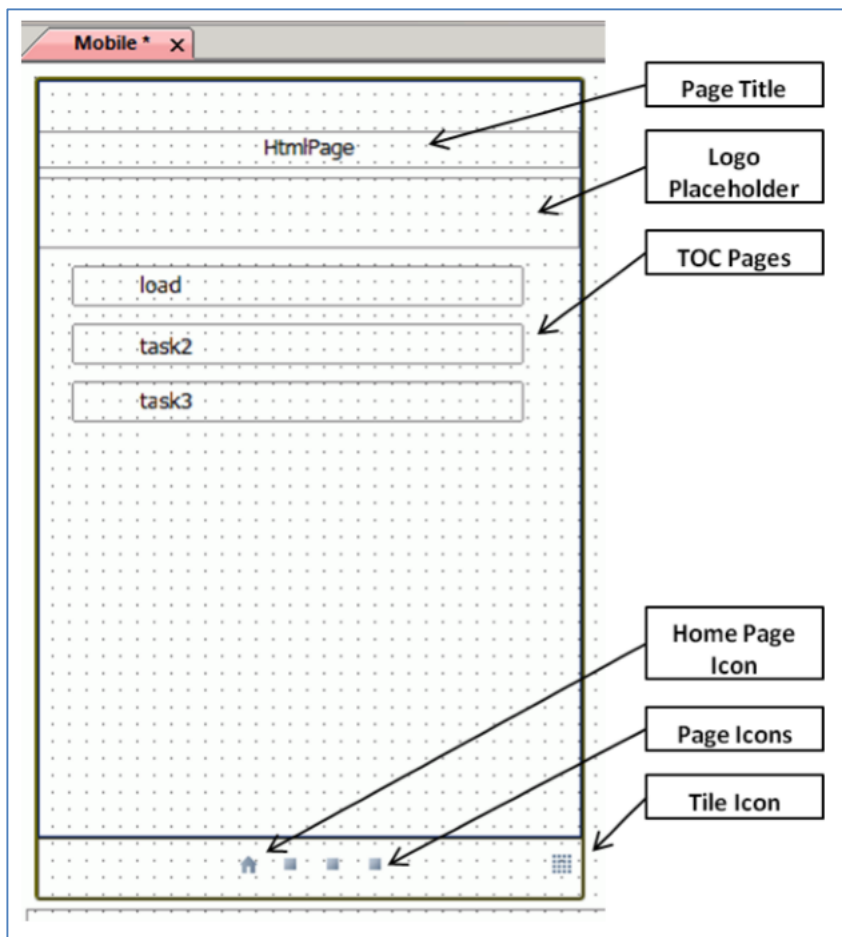 Mobile * x
Page Title
HtmlPage
Logo
Placeholder
TOC Pages
load
task2
task3
Home Page
Icon
Page Icons
Tile Icon